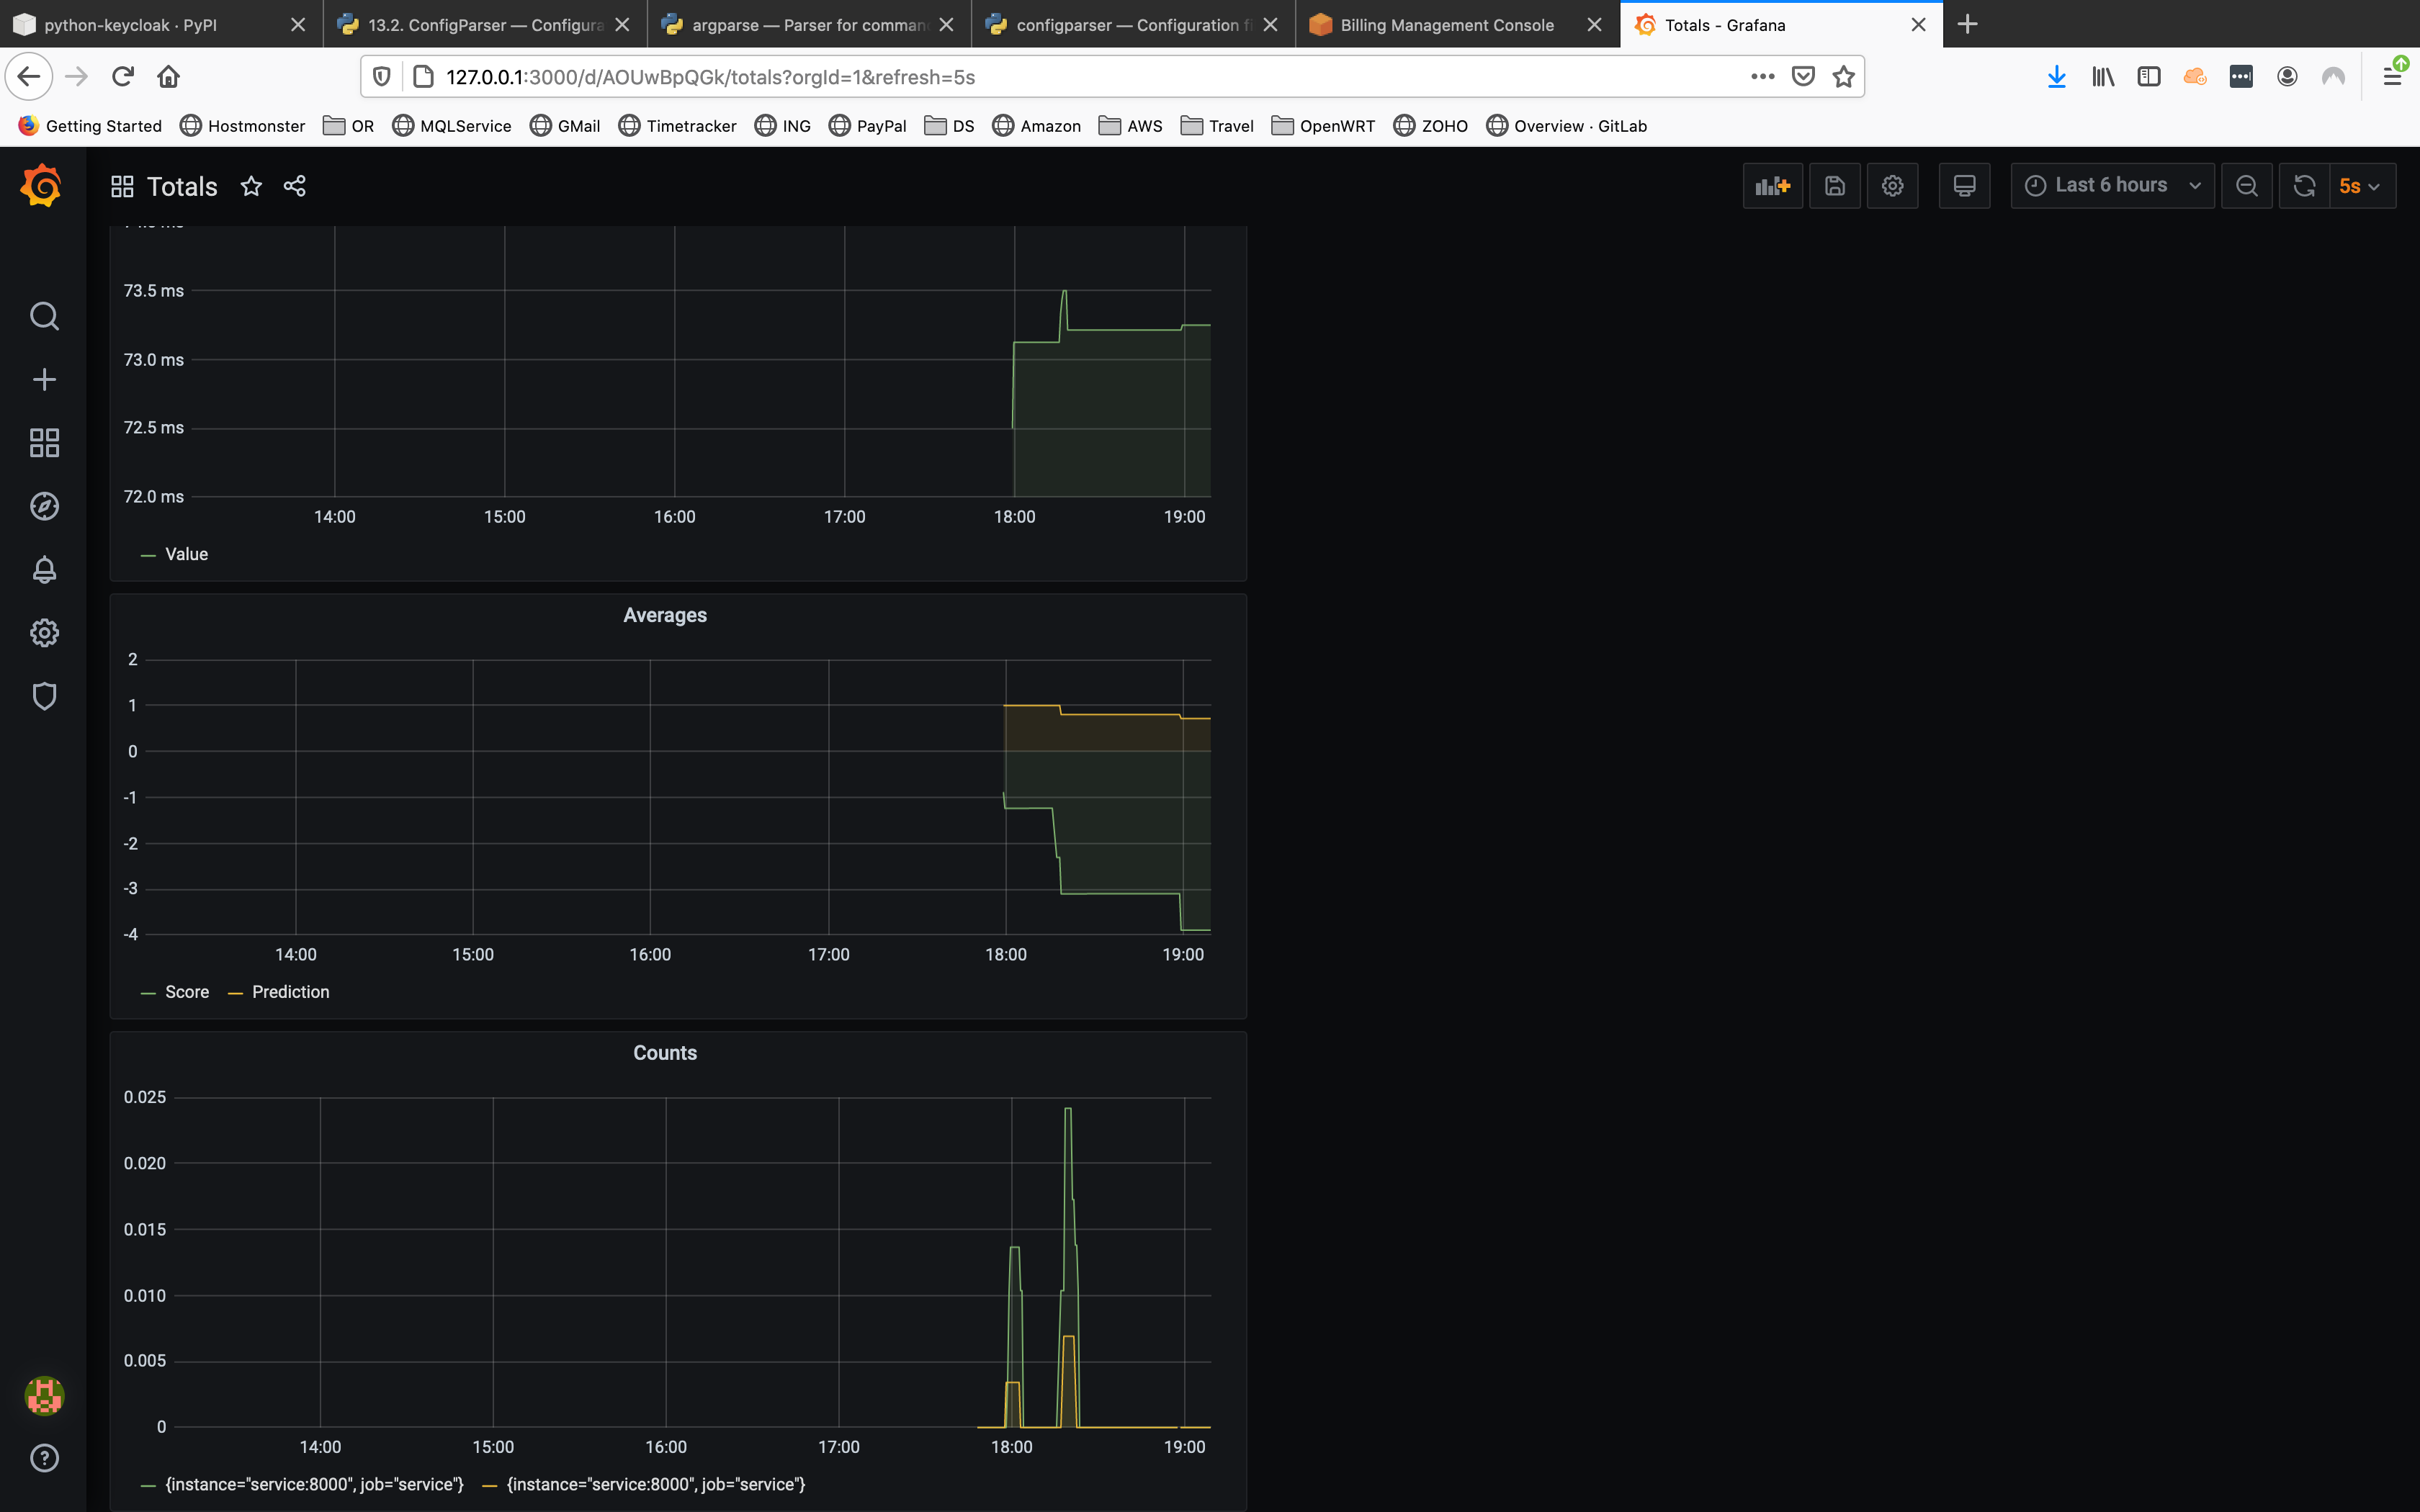 python-keycloak · PyPI
13.2. ConfigParser — Configura
argparse — Parser for comman
configparser — Configuration fi
Billing Management Console
Totals - Grafana
127.0.0.1:3000/d/AOUwBpQGk/totals?orgId=1&refresh=5s
Getting Started Hostmonster OR MQLService GMail Timetracker ING PayPal DS Amazon AWS Travel OpenWRT ZOHO Overview · GitLab
Totals
Last 6 hours
5s
73.5 ms
73.0 ms
72.5 ms
72.0 ms
14:00 15:00 16:00 17:00 18:00 19:00
Value
Averages
2
1
0
-1
-2
-3
-4
14:00 15:00 16:00 17:00 18:00 19:00
Score Prediction
Counts
0.025
0.020
0.015
0.010
0.005
0
14:00 15:00 16:00 17:00 18:00 19:00
{instance="service:8000", job="service"} {instance="service:8000", job="service"}